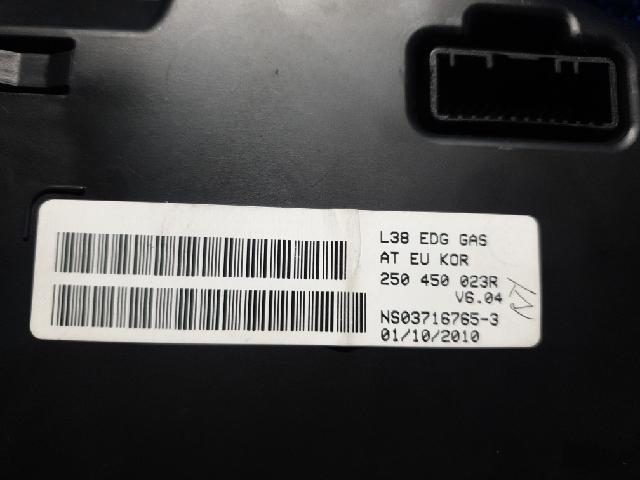 L38 EDG GAS
AT EU KOR
250 450 023R
V6.04
NS03716765-3
01/10/2010